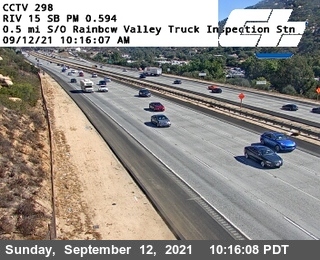 CCTV 298
RIV 15 SB PM 0.594
0.5 mi S/O Rainbow Valley Truck Inspection Stn
09/12/21 10:16:07 AM
Sunday, September 12, 2021 10:16:08 PDT